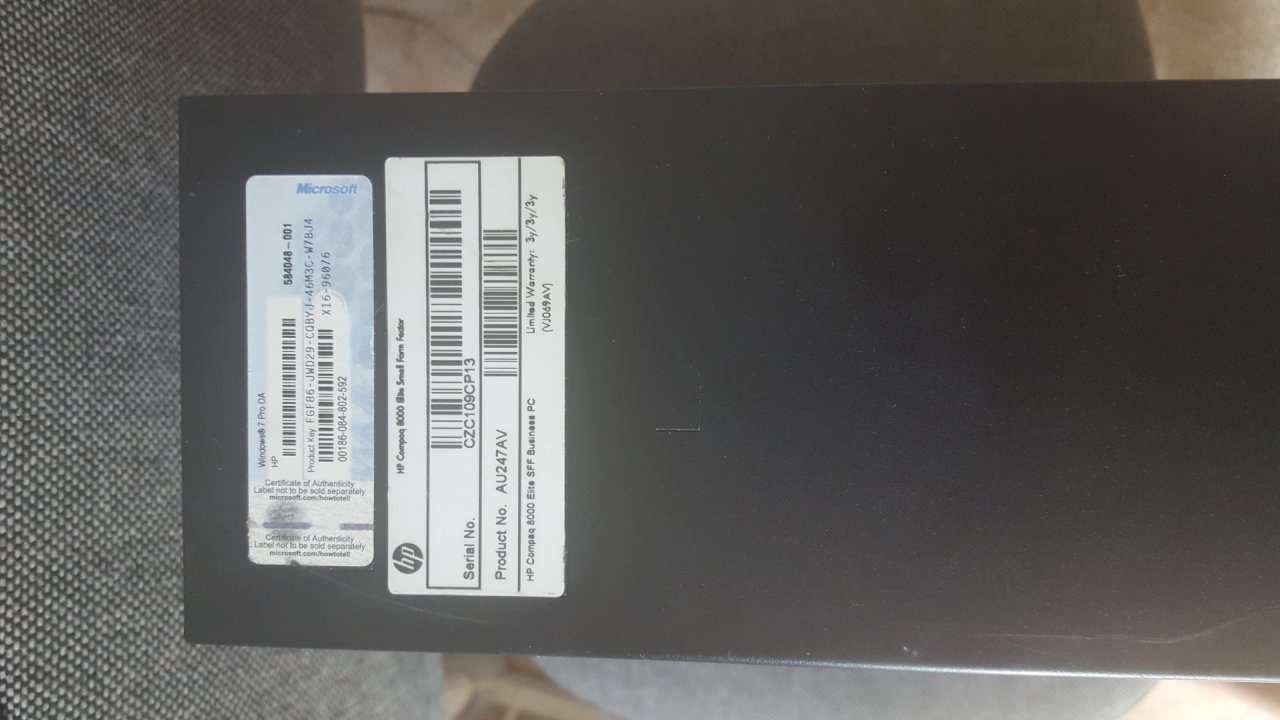 Microsoft
Windows® 7 Pro OA
HP
584048-001
Product Key: FGF86-JWD29-CQBYJ-46M3C-W7BJ4
X16-96076
00186-084-802-592
Certificate of Authenticity
Label not to be sold separately
microsoft.com/howtotell
Certificate of Authenticity
Label not to be sold separately
microsoft.com/howtotell
hp
HP Compaq 8000 Elite Small Form Factor
Serial No. CZC109CP13
Product No. AU247AV
HP Compaq 8000 Elite SFF Business PC
Limited Warranty: 3y/3y/3y
(VJ069AV)